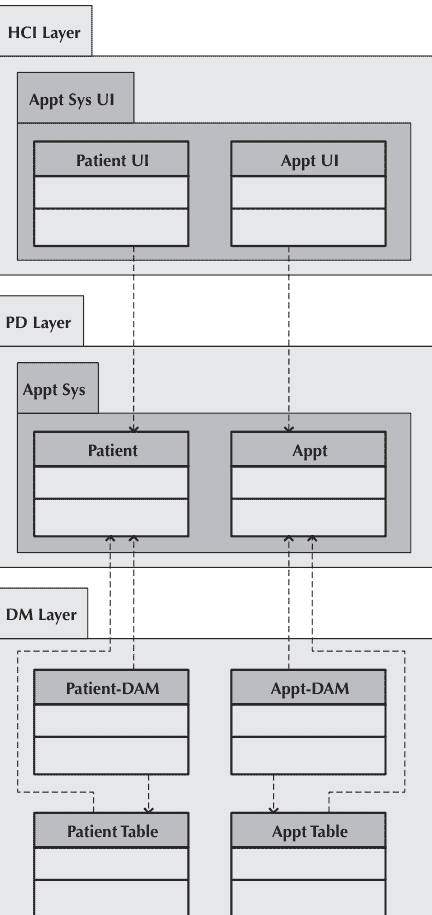 HCI Layer
Appt Sys UI
Patient UI
Appt UI
PD Layer
Appt Sys
Patient
Appt
DM Layer
Patient-DAM
Appt-DAM
Patient Table
Appt Table